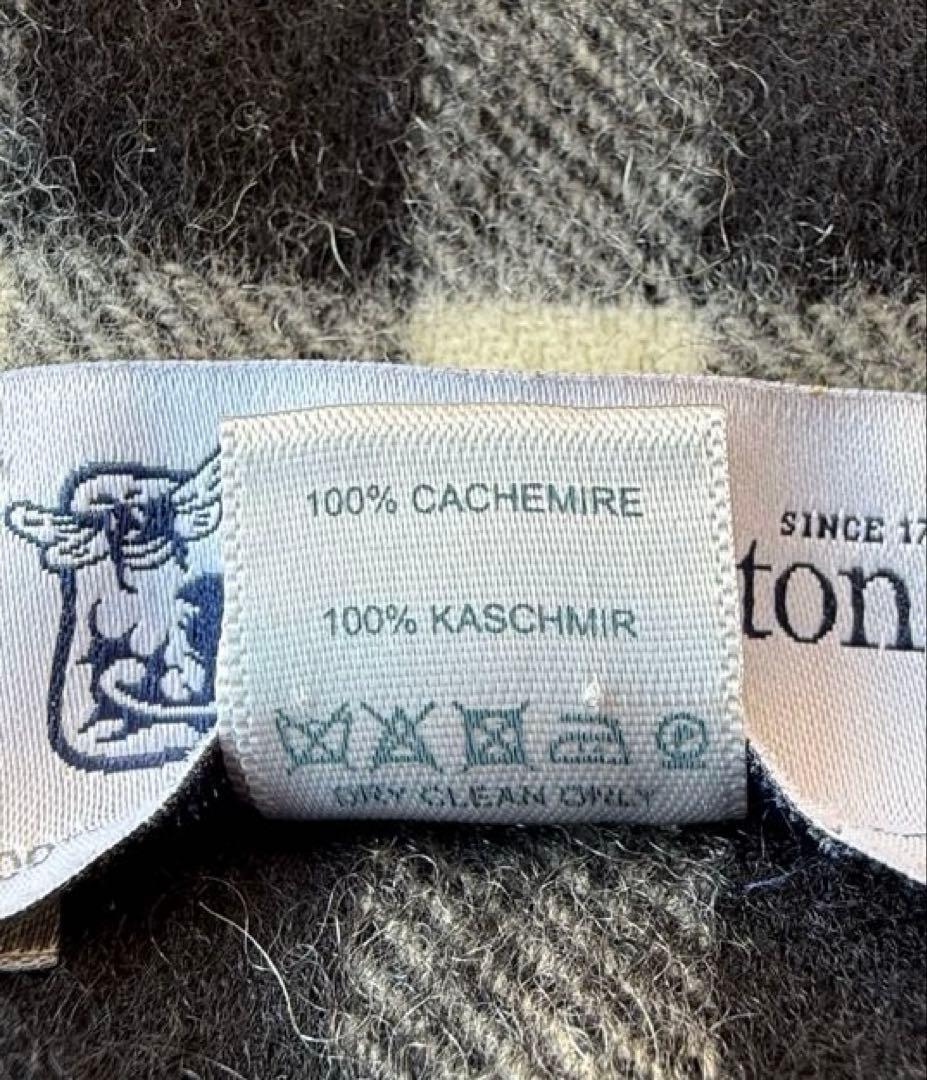 100% CACHEMIRE
SINCE 17
ton
100% KASCHMIR
DRY CLEAN ONLY